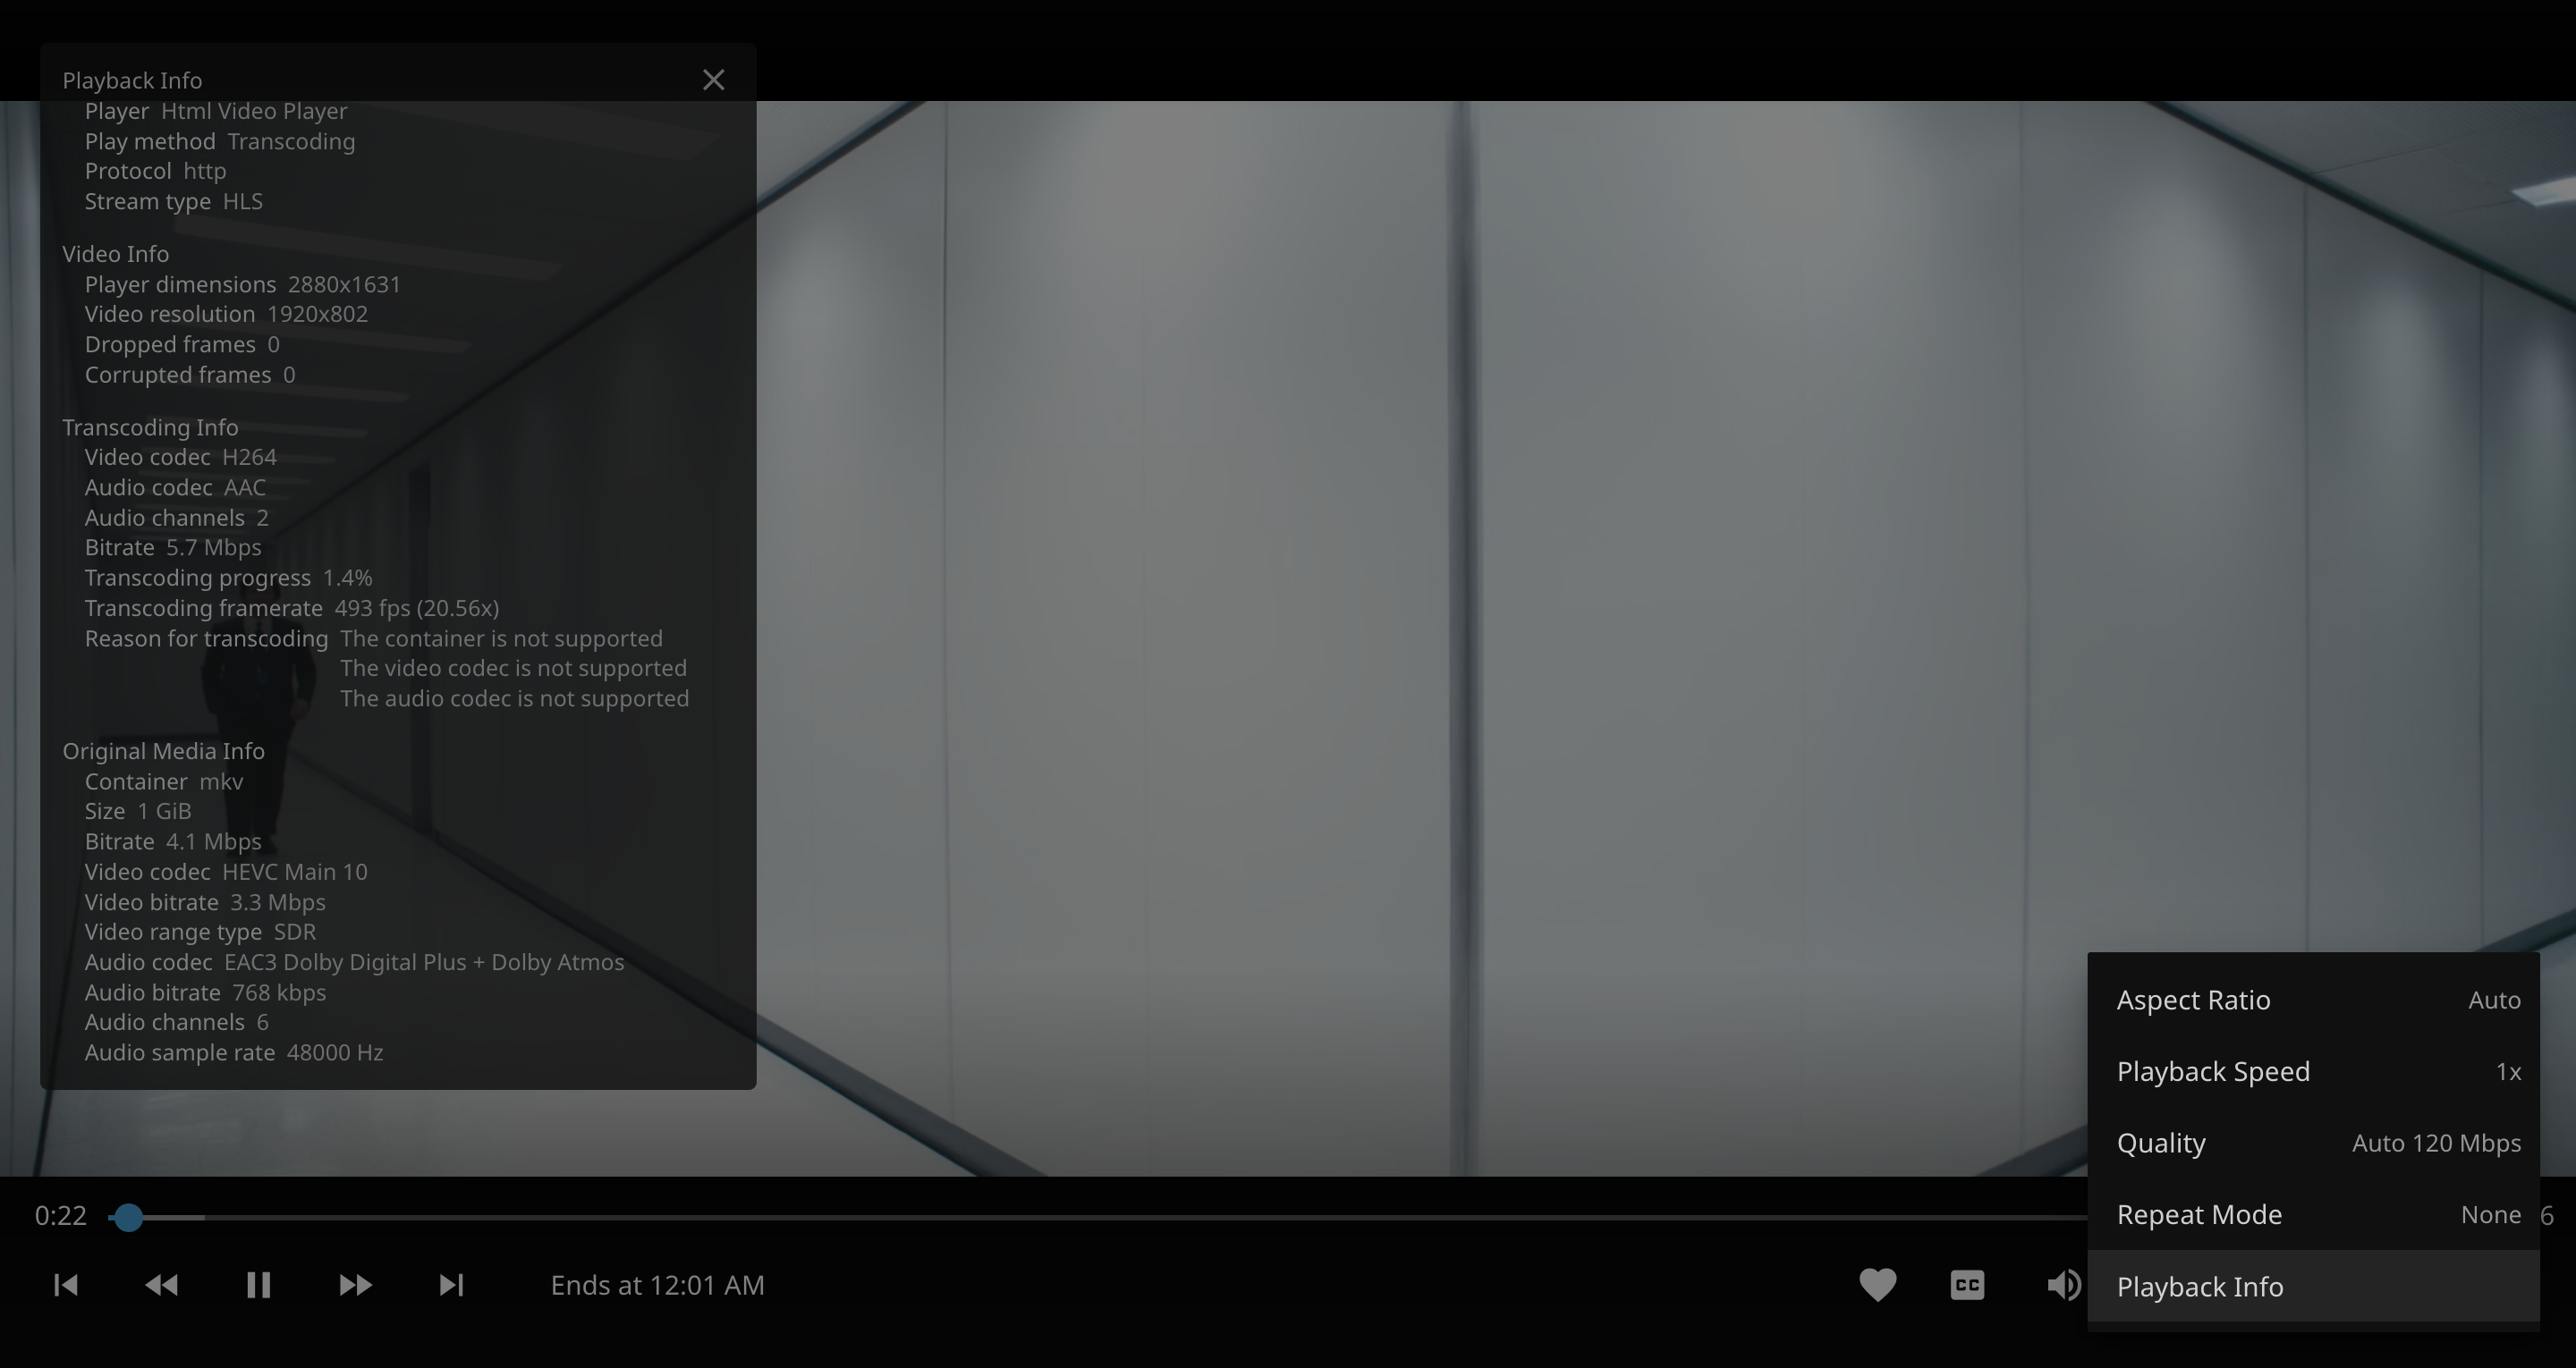 Playback Info
Player Html Video Player
Play method Transcoding
Protocol http
Stream type HLS
Video Info
Player dimensions 2880x1631
Video resolution 1920x802
Dropped frames 0
Corrupted frames 0
Transcoding Info
Video codec H264
Audio codec AAC
Audio channels 2
Bitrate 5.7 Mbps
Transcoding progress 1.4%
Transcoding framerate 493 fps (20.56x)
Reason for transcoding The container is not supported
The video codec is not supported
The audio codec is not supported
Original Media Info
Container mkv
Size 1 GiB
Bitrate 4.1 Mbps
Video codec HEVC Main 10
Video bitrate 3.3 Mbps
Video range type SDR
Audio codec EAC3 Dolby Digital Plus + Dolby Atmos
Audio bitrate 768 kbps
Audio channels 6
Audio sample rate 48000 Hz
Aspect Ratio Auto
Playback Speed 1x
Quality Auto 120 Mbps
Repeat Mode None
Playback Info
0:22
6
Ends at 12:01 AM
CC